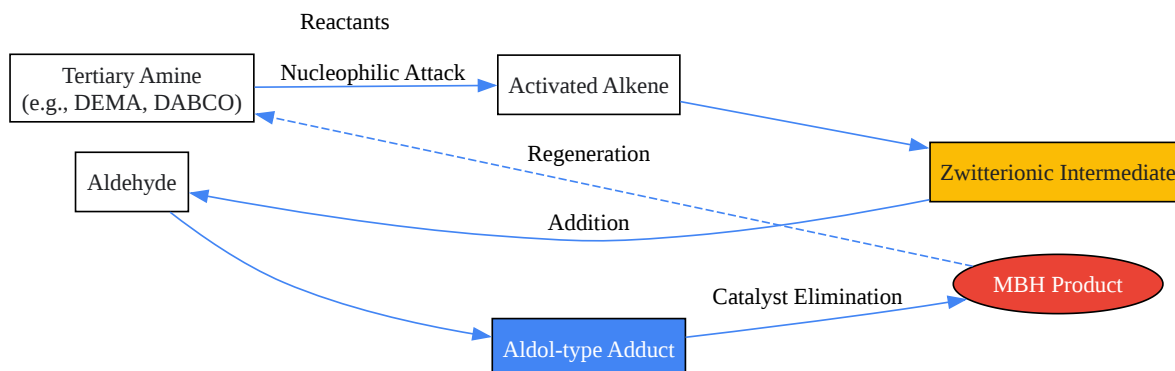 Reactants
Tertiary Amine
(e.g., DEMA, DABCO)
Nucleophilic Attack
Activated Alkene
Regeneration
Zwitterionic Intermediate
Aldehyde
Addition
MBH Product
Catalyst Elimination
Aldol-type Adduct